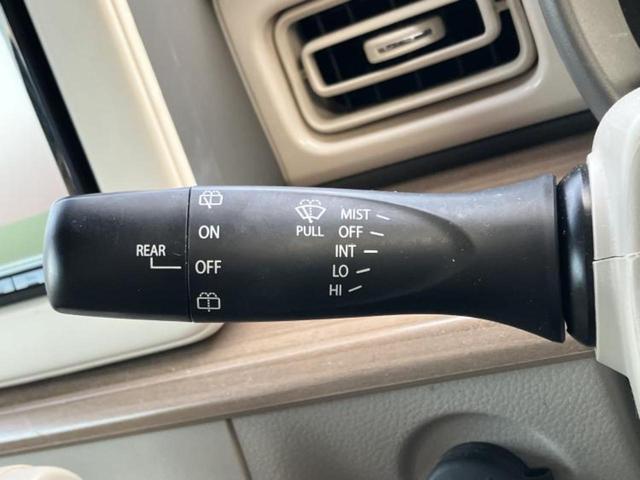 REAR
ON
OFF
PULL
MIST
OFF
INT
LO
HI